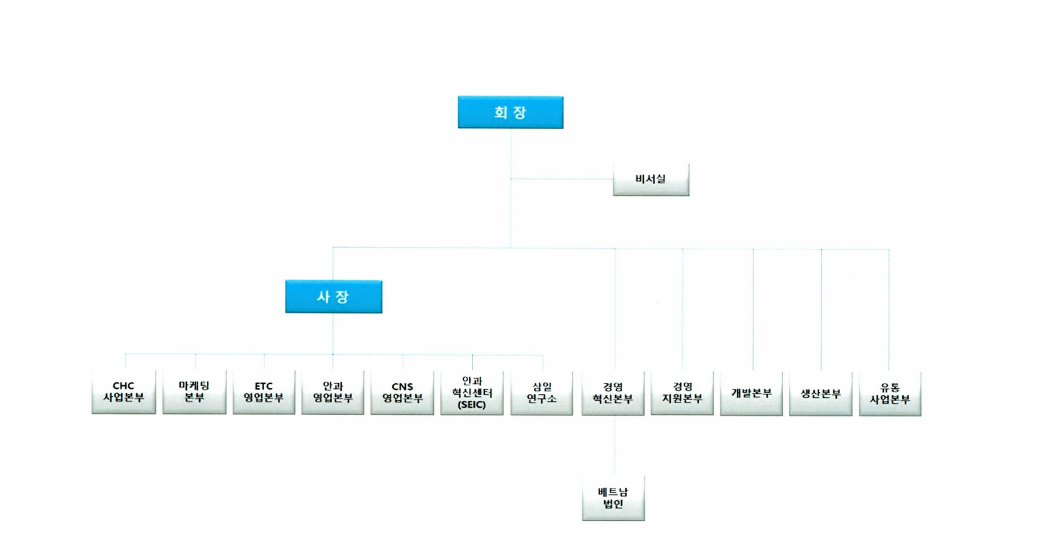 회 장
비서실
사 장
CHC
사업본부
마케팅
본부
ETC
영업본부
안과
영업본부
CNS
영업본부
안과
혁신센터
(SEIC)
삼일
연구소
경영
혁신본부
경영
지원본부
개발본부
생산본부
유통
사업본부
베트남
법인